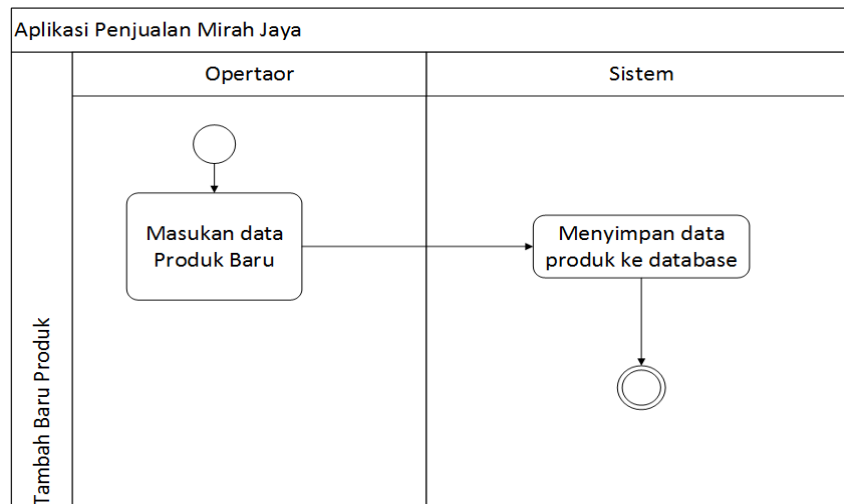 Aplikasi Penjualan Mirah Jaya
Opertaor
Sistem
Masukan data
Produk Baru
Menyimpan data
produk ke database
Tambah Baru Produk